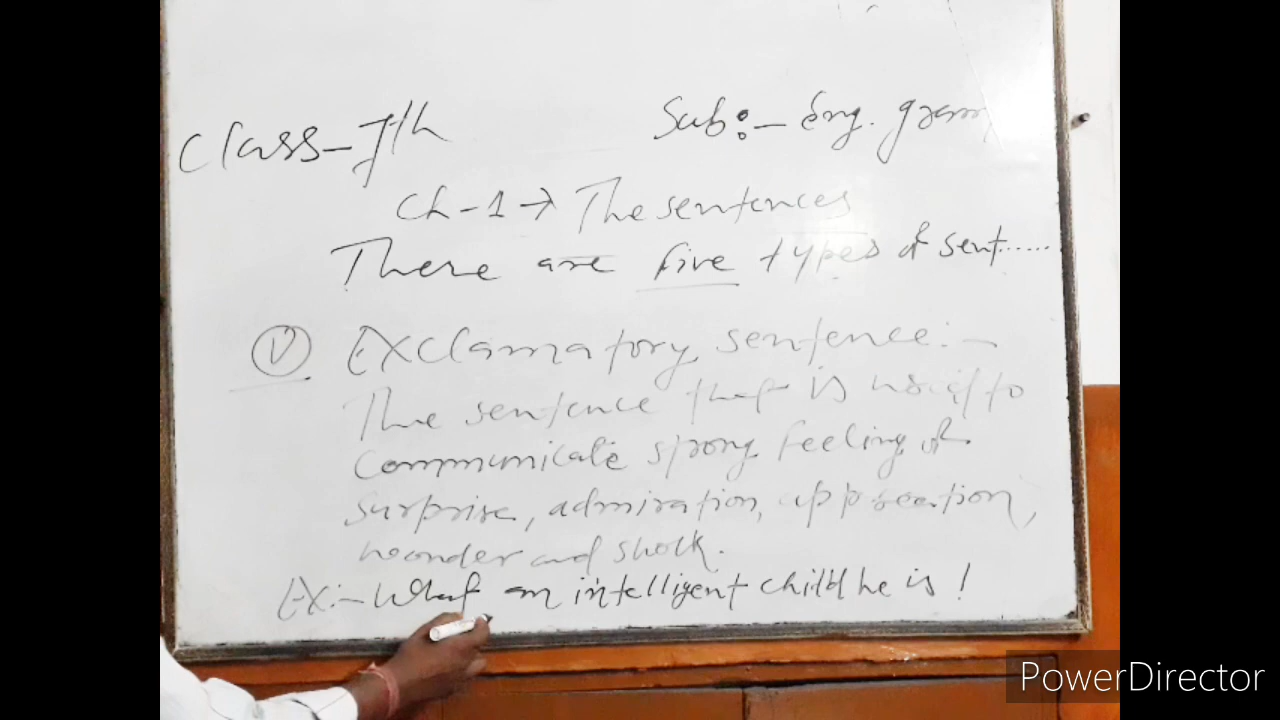 Class-7th Sub:- Eng. gram
Ch-1 → The sentences
There are five types of sent......
(V) Exclamatory sentence:-
The sentence that is used to
communicate strong feeling of
surprise, admiration, appreeation,
wonder and shock.
Ex:- What an intelligent child he is!
PowerDirector